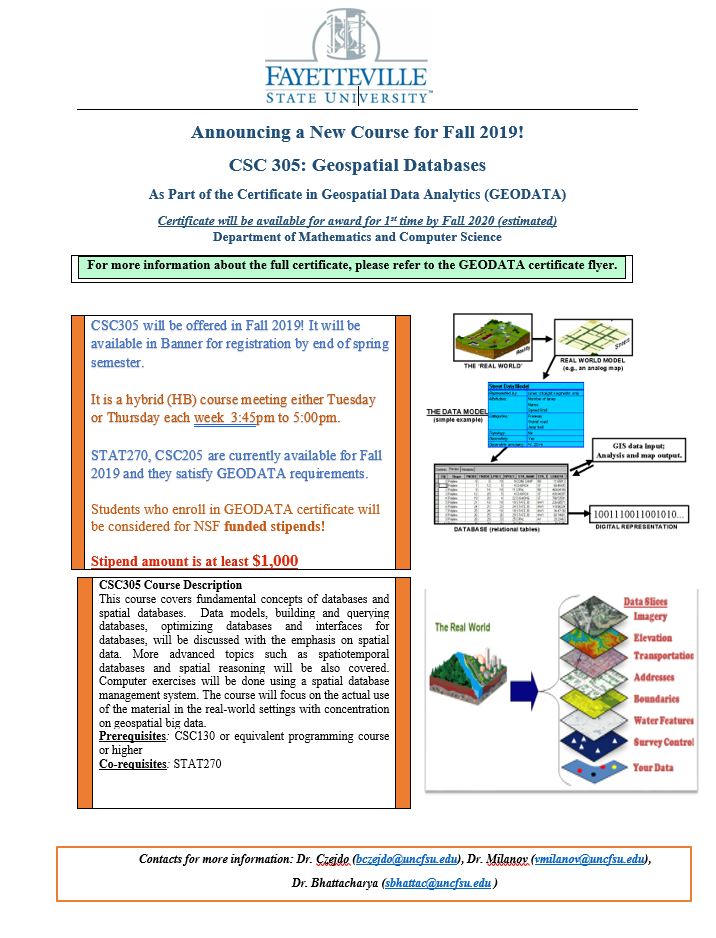 FAYETTEVILLE
STATE UNIVERSITY™
Announcing a New Course for Fall 2019!
CSC 305: Geospatial Databases
As Part of the Certificate in Geospatial Data Analytics (GEODATA)
Certificate will be available for award for 1st time by Fall 2020 (estimated)
Department of Mathematics and Computer Science
For more information about the full certificate, please refer to the GEODATA certificate flyer.
CSC305 will be offered in Fall 2019! It will be
available in Banner for registration by end of spring
semester.
It is a hybrid (HB) course meeting either Tuesday
or Thursday each week 3:45pm to 5:00pm.
STAT270, CSC205 are currently available for Fall
2019 and they satisfy GEODATA requirements.
Students who enroll in GEODATA certificate will
be considered for NSF funded stipends!
Stipend amount is at least $1,000
THE 'REAL WORLD'
REAL WORLD MODEL
(e.g., an analog map)
THE DATA MODEL
(simple example)
Street Data Model
GIS data input;
Analysis and map output.
1001110011001010...
DIGITAL REPRESENTATION
DATABASE (relational tables)
CSC305 Course Description
This course covers fundamental concepts of databases and
spatial databases. Data models, building and querying
databases, optimizing databases and interfaces for
databases, will be discussed with the emphasis on spatial
data. More advanced topics such as spatiotemporal
databases and spatial reasoning will be also covered.
Computer exercises will be done using a spatial database
management system. The course will focus on the actual use
of the material in the real-world settings with concentration
on geospatial big data.
Prerequisites: CSC130 or equivalent programming course
or higher
Co-requisites: STAT270
The Real World
Data Slices
Imagery
Elevation
Transportation
Addresses
Boundaries
Water Features
Survey Control
Your Data
Contacts for more information: Dr. Czejdo (bczejdo@uncfsu.edu), Dr. Milanov (vmilanov@uncfsu.edu),
Dr. Bhattacharya (sbhattac@uncfsu.edu )